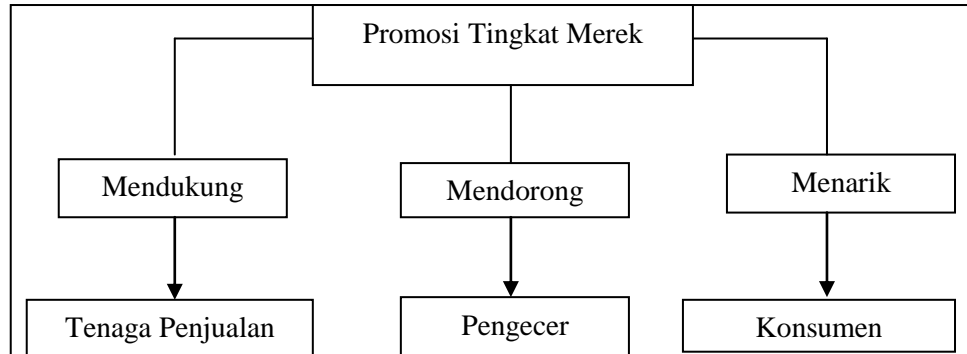 Promosi Tingkat Merek
Mendukung
Mendorong
Menarik
Tenaga Penjualan
Pengecer
Konsumen